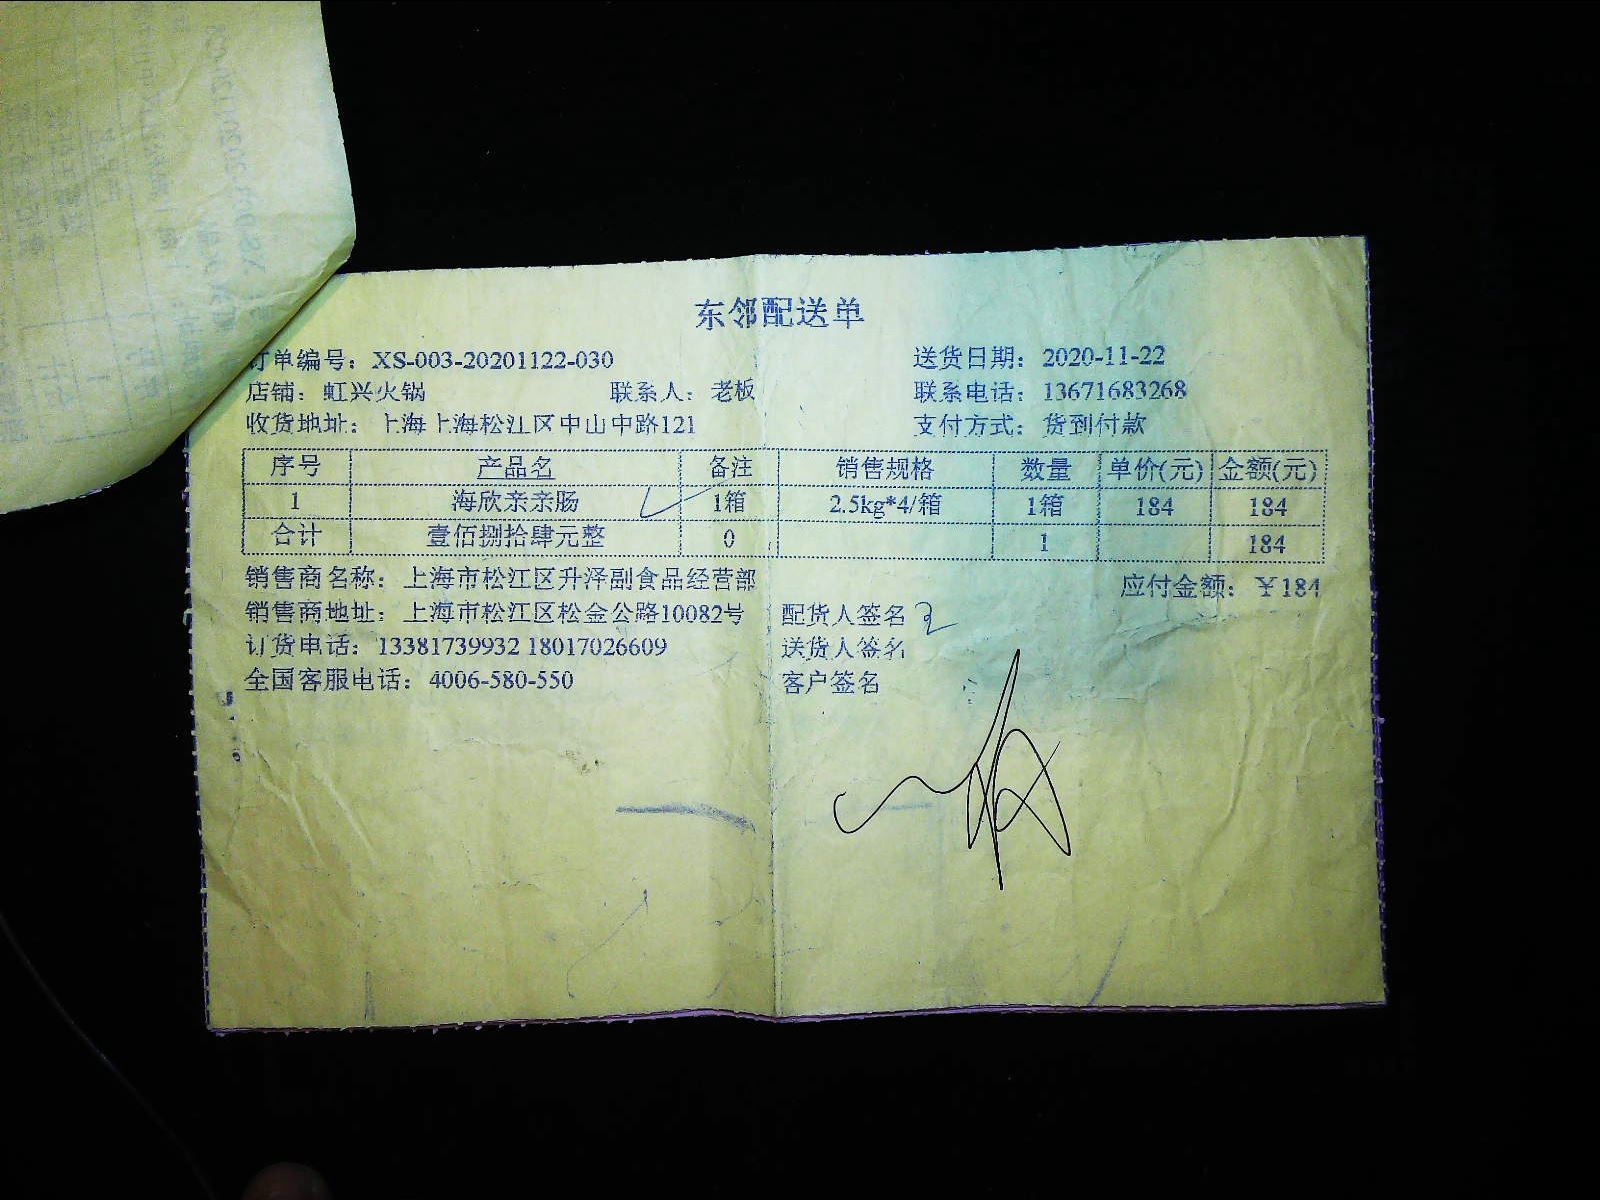 东邻配送单
订单编号：XS-003-20201122-030 送货日期：2020-11-22
店铺：虹兴火锅 联系人：老板 联系电话：13671683268
收货地址：上海上海松江区中山中路121 支付方式：货到付款
序号 产品名 备注 销售规格 数量 单价(元) 金额(元)
1 海欣亲亲肠 1箱 2.5kg*4/箱 1箱 184 184
合计 壹佰捌拾肆元整 0 1 184
销售商名称：上海市松江区升泽副食品经营部 应付金额：￥184
销售商地址：上海市松江区松金公路10082号 配货人签名
订货电话：13381739932 18017026609 送货人签名
全国客服电话：4006-580-550 客户签名